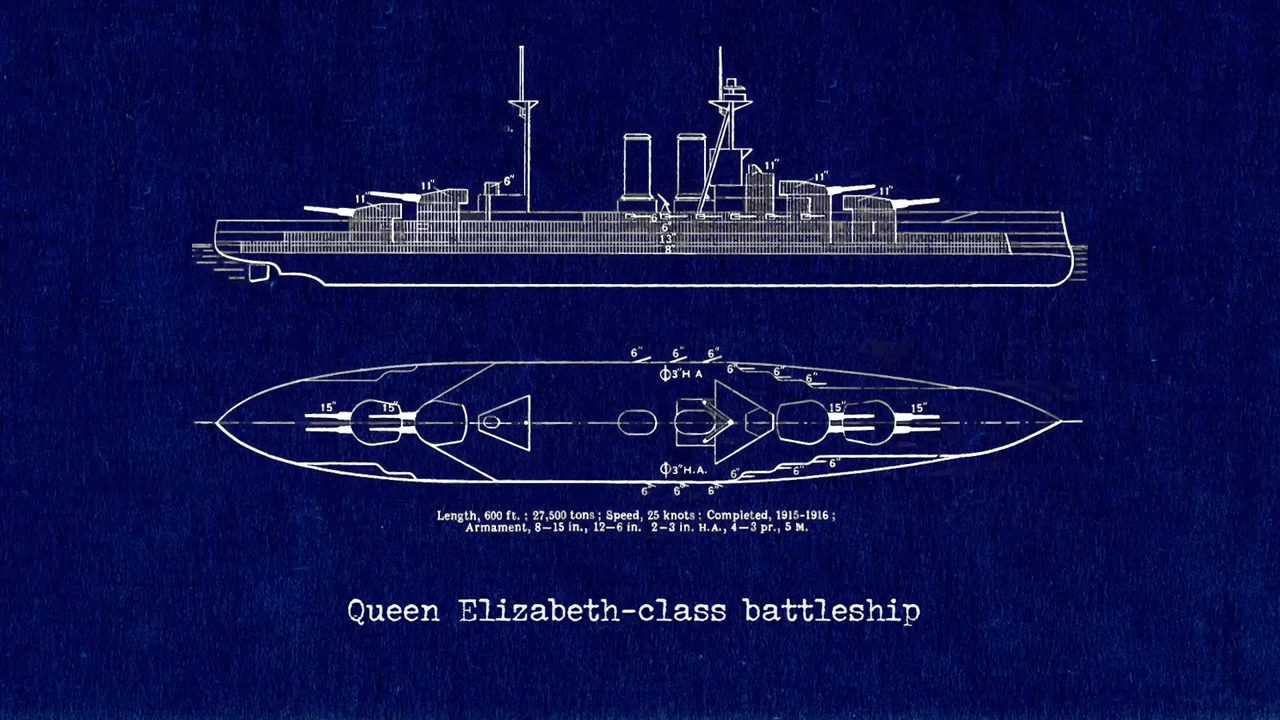 11"
11" 11" 6" 11" 11"
11"
6"
6"
13"
8"
6" 6" 6"
3"H A 6" 6" 6"
15" 15" 15" 15"
3"H.A. 6" 6" 6"
6" 6" 6"
Length, 600 ft. ; 27,500 tons ; Speed, 25 knots ; Completed, 1915-1916 ;
Armament, 8—15 in., 12—6 in. 2—3 in. H.A., 4—3 pr., 5 M.
Queen Elizabeth-class battleship